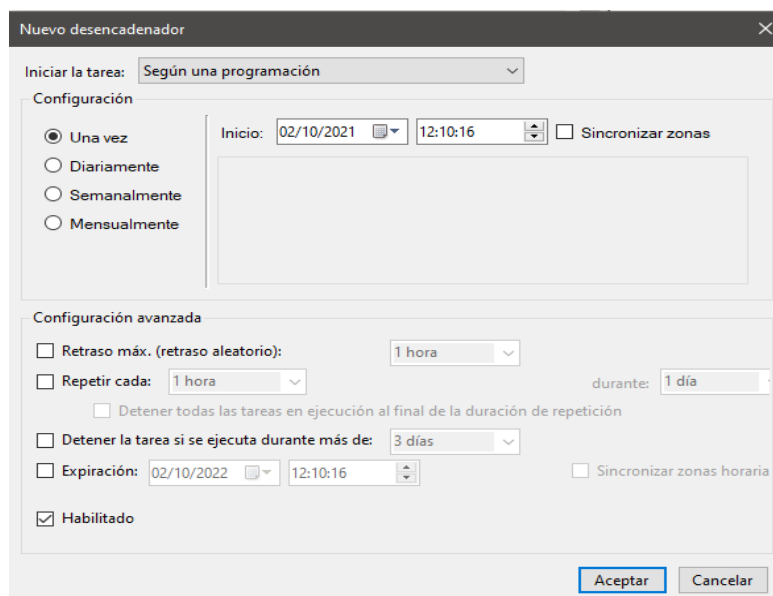 Nuevo desencadenador
Iniciar la tarea: Según una programación
Configuración
Una vez
Inicio: 02/10/2021 12:10:16 Sincronizar zonas
Diariamente
Semanalmente
Mensualmente
Configuración avanzada
Retraso máx. (retraso aleatorio): 1 hora
Repetir cada: 1 hora durante: 1 día
Detener todas las tareas en ejecución al final de la duración de repetición
Detener la tarea si se ejecuta durante más de: 3 días
Expiración: 02/10/2022 12:10:16 Sincronizar zonas horaria
Habilitado
Aceptar Cancelar